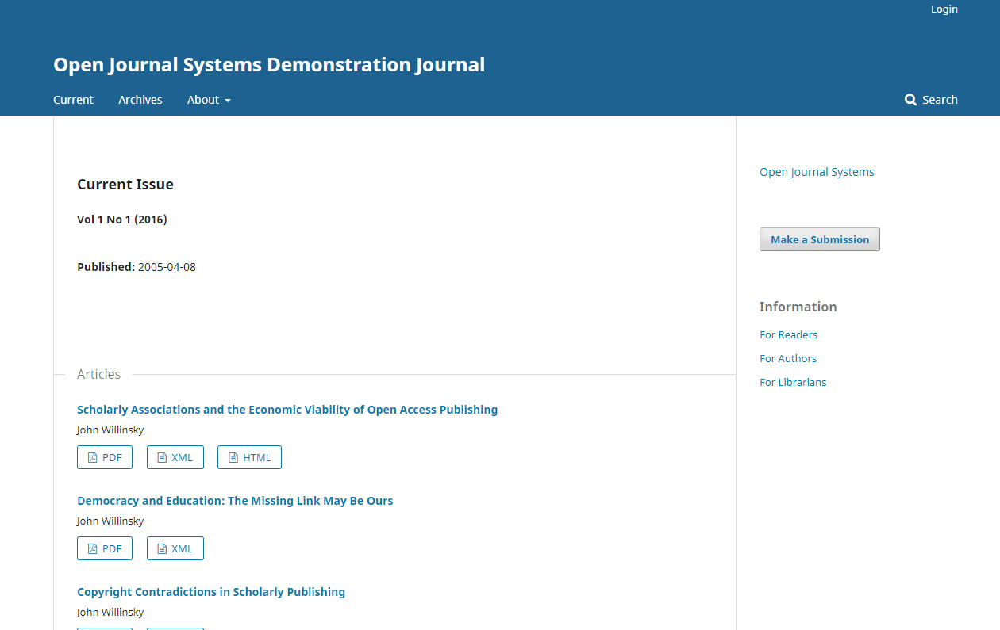 Login
Open Journal Systems Demonstration Journal
Current Archives About Search
Current Issue
Vol 1 No 1 (2016)
Published: 2005-04-08
Articles
Scholarly Associations and the Economic Viability of Open Access Publishing
John Willinsky
PDF XML HTML
Democracy and Education: The Missing Link May Be Ours
John Willinsky
PDF XML
Copyright Contradictions in Scholarly Publishing
John Willinsky
Open Journal Systems
Make a Submission
Information
For Readers
For Authors
For Librarians